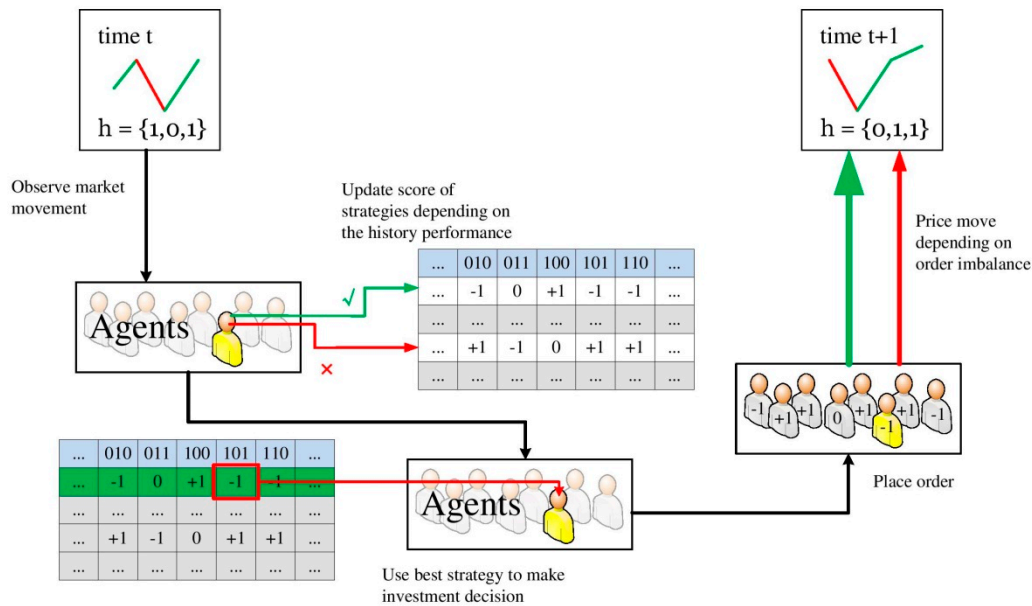 time t
h = {1,0,1}
time t+1
h = {0,1,1}
Observe market
movement
Update score of
strategies depending on
the history performance
Price move
depending on
order imbalance
... 010 011 100 101 110 ...
... -1 0 +1 -1 -1 ...
... ... ... ... ... ... ...
... +1 -1 0 +1 +1 ...
... ... ... ... ... ... ...
Agents
√
×
-1 +1 +1 0 +1 -1 +1 -1
Place order
... 010 011 100 101 110 ...
... -1 0 +1 -1 -1 ...
... ... ... ... ... ... ...
... +1 -1 0 +1 +1 ...
... ... ... ... ... ... ...
Agents
Use best strategy to make
investment decision